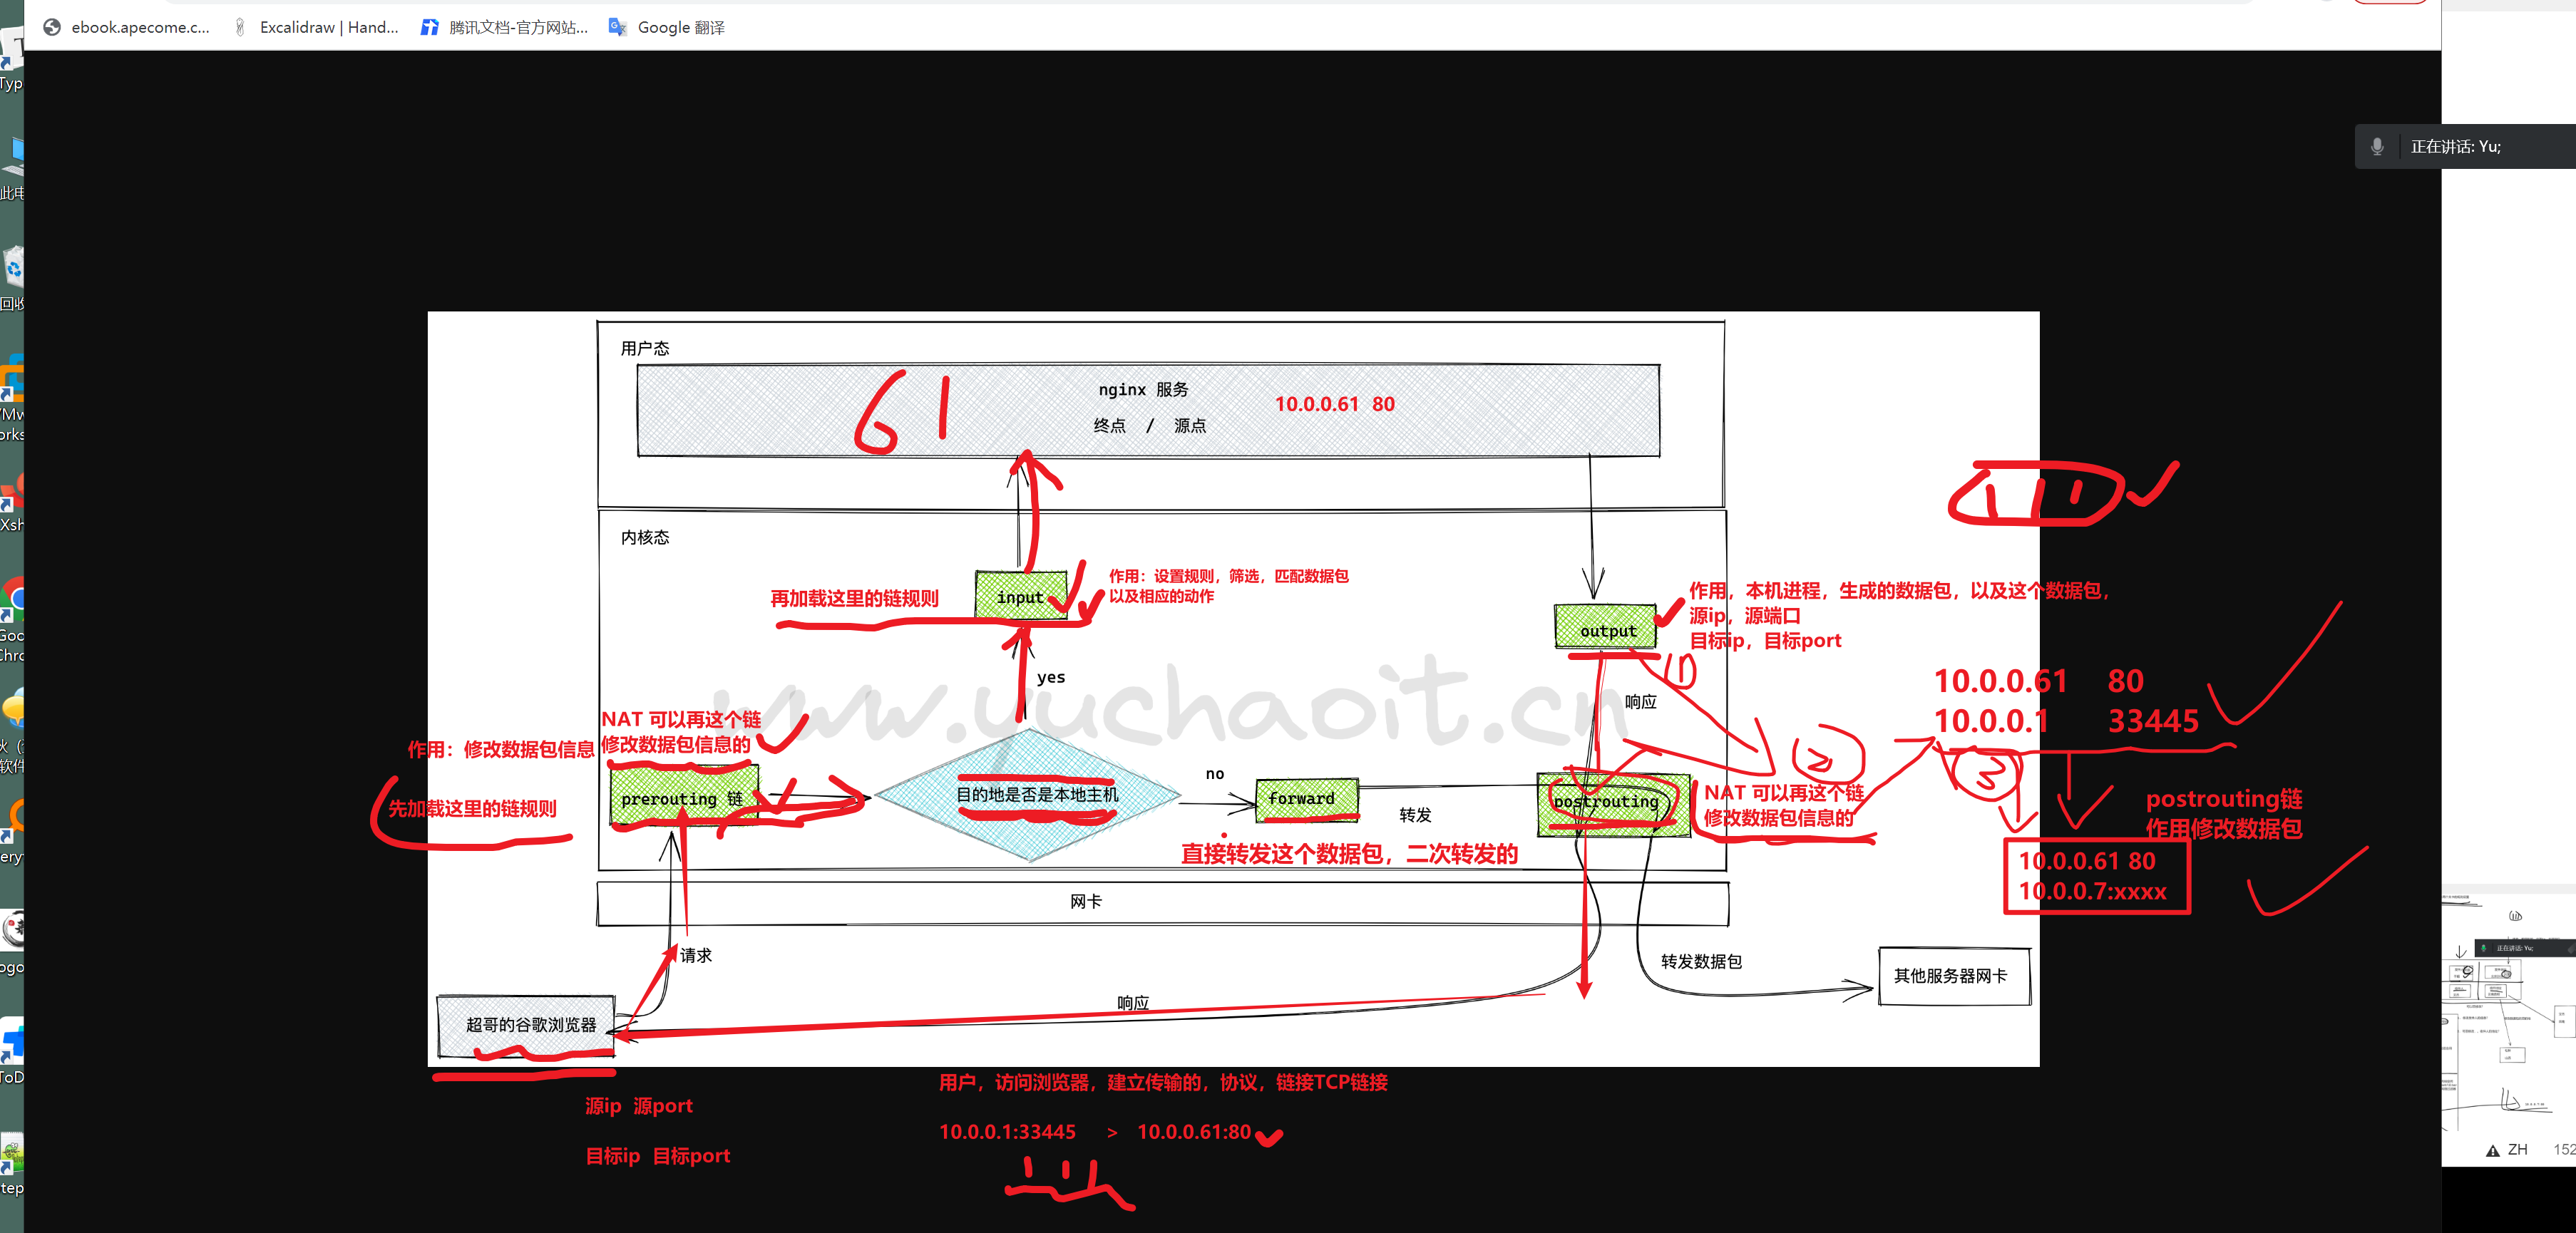 ebook.apecome.c...
Excalidraw | Hand...
腾讯文档-官方网站...
Google 翻译
正在讲话: Yu;
用户态
nginx 服务
终点 / 源点
10.0.0.61 80
61
内核态
再加载这里的链规则
input
作用：设置规则，筛选，匹配数据包
以及相应的动作
output
作用，本机进程，生成的数据包，以及这个数据包，
源ip，源端口
目标ip，目标port
yes
响应
www.yuchaoit.cn
10.0.0.61 80
10.0.0.1 33445
作用：修改数据包信息
NAT 可以再这个链
修改数据包信息的
先加载这里的链规则
prerouting 链
目的地是否是本地主机
no
forward
转发
直接转发这个数据包，二次转发的
postrouting
NAT 可以再这个链
修改数据包信息的
postrouting链
作用修改数据包
10.0.0.61 80
10.0.0.7:xxxx
网卡
请求
响应
转发数据包
其他服务器网卡
超哥的谷歌浏览器
源ip 源port
目标ip 目标port
用户，访问浏览器，建立传输的，协议，链接TCP链接
10.0.0.1:33445 > 10.0.0.61:80
ZH
152